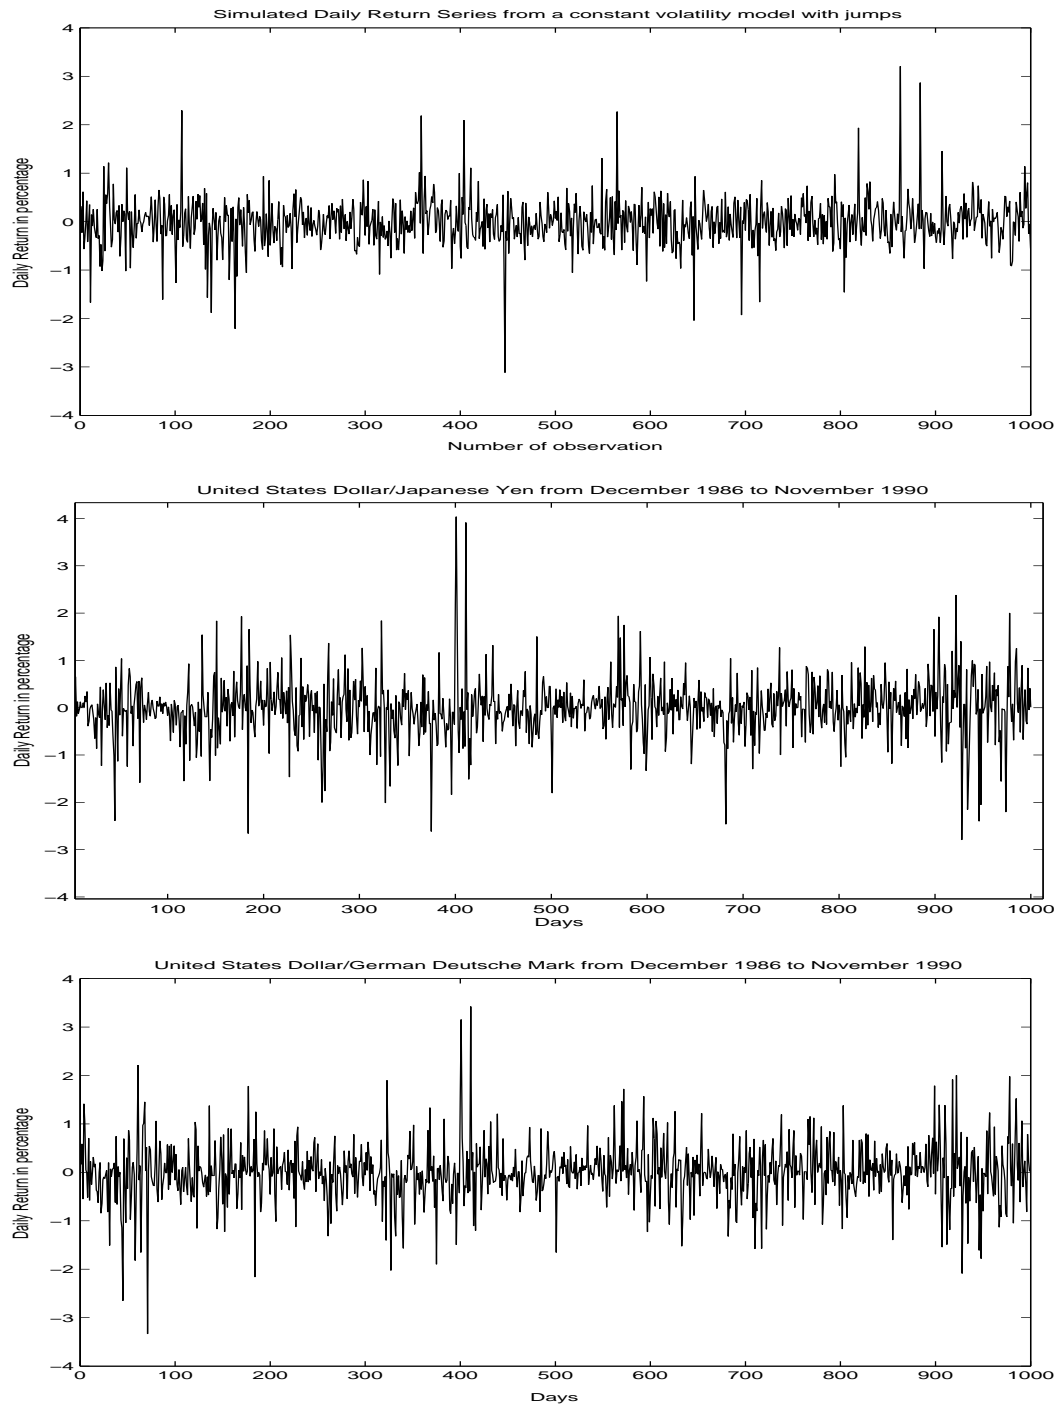 Simulated Daily Return Series from a constant volatility model with jumps
4
3
2
1
0
−1
−2
−3
−4
Daily Return in percentage
0 100 200 300 400 500 600 700 800 900 1000
Number of observation
United States Dollar/Japanese Yen from December 1986 to November 1990
4
3
2
1
0
−1
−2
−3
−4
Daily Return in percentage
100 200 300 400 500 600 700 800 900 1000
Days
United States Dollar/German Deutsche Mark from December 1986 to November 1990
4
3
2
1
0
−1
−2
−3
−4
Daily Return in percentage
0 100 200 300 400 500 600 700 800 900 1000
Days